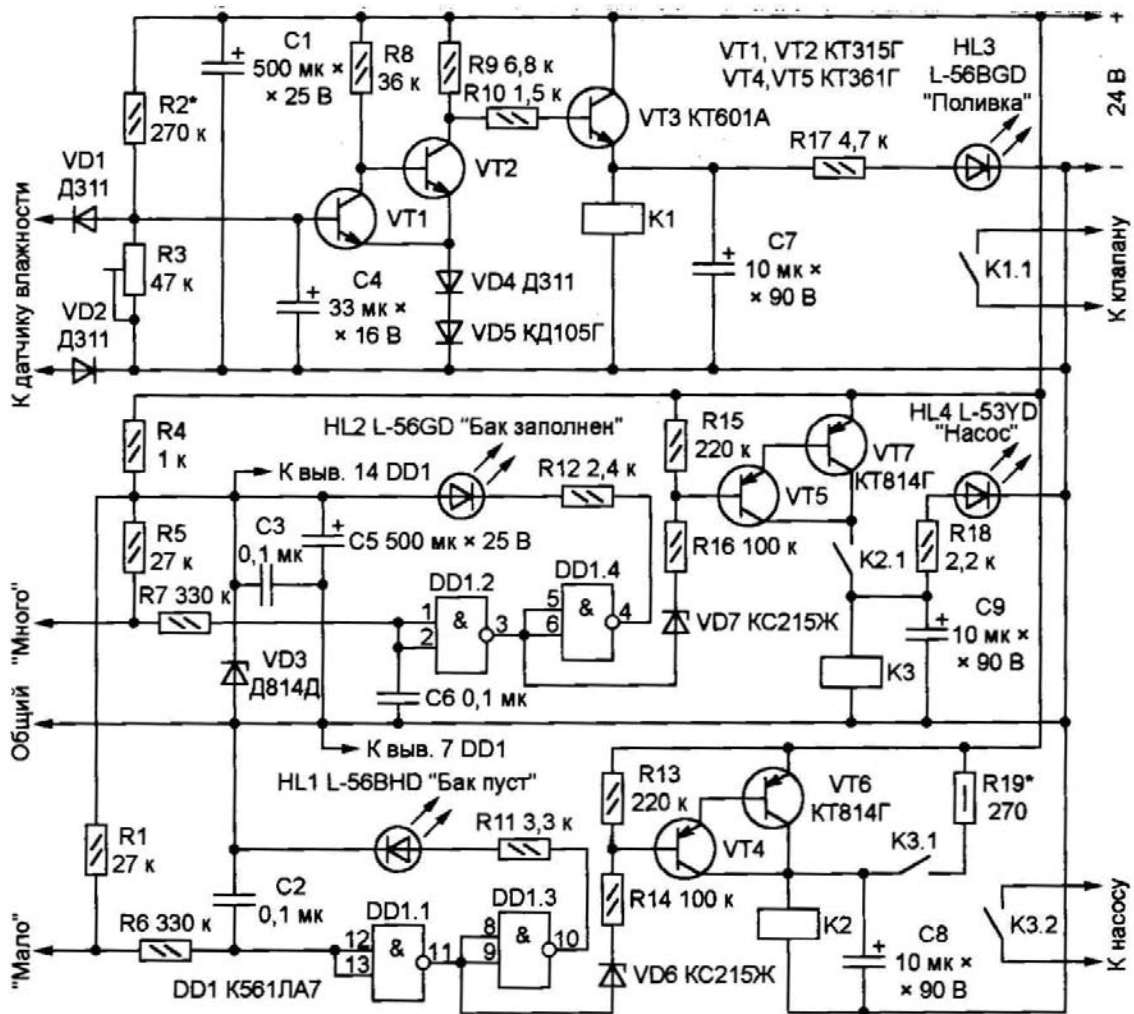 C1
500 мк ×
× 25 В
R8
36 к
R9 6,8 к
R10 1,5 к
VT1, VT2 КТ315Г
VT4,VT5 КТ361Г
HL3
L-56BGD
"Поливка"
+
24 В
−
R2*
270 к
VT3 КТ601А
R17 4,7 к
VD1
Д311
VT2
К датчику влажности
VT1
K1
R3
47 к
C4
33 мк ×
× 16 В
VD4 Д311
VD5 КД105Г
C7
10 мк ×
× 90 В
K1.1
К клапану
VD2
Д311
R4
1 к
HL2 L-56GD "Бак заполнен"
R15
220 к
VT7
КТ814Г
HL4 L-53YD
"Насос"
К выв. 14 DD1
R12 2,4 к
VT5
R5
27 к
C3
0,1 мк
C5 500 мк × 25 В
R16 100 к
K2.1
R18
2,2 к
R7 330 к
DD1.2
DD1.4
1
2
&
3
5
6
&
4
"Много"
VD7 КС215Ж
C9
10 мк ×
× 90 В
VD3
Д814Д
C6 0,1 мк
K3
Общий
К выв. 7 DD1
HL1 L-56BHD "Бак пуст"
R13
220 к
VT6
КТ814Г
R19*
270
R1
27 к
R11 3,3 к
VT4
K3.1
C2
0,1 мк
R14 100 к
R6 330 к
DD1.1
DD1.3
K2
K3.2
К насосу
"Мало"
12
13
&
11
8
9
&
10
C8
10 мк ×
× 90 В
DD1 К561ЛА7
VD6 КС215Ж